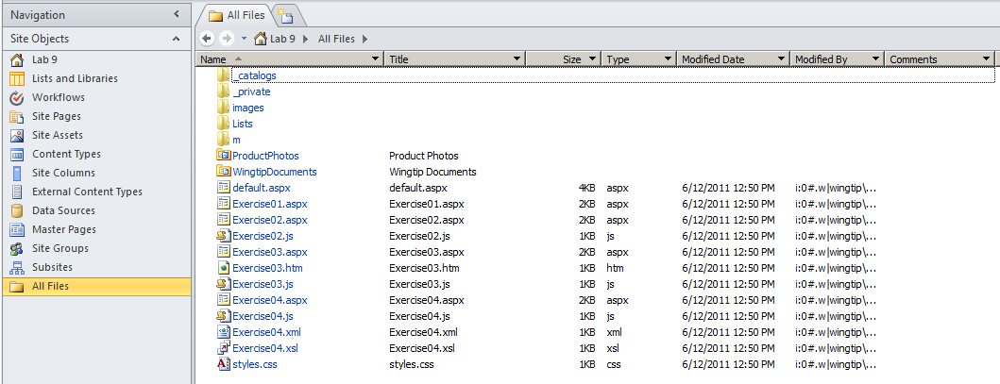 Navigation
Site Objects
Lab 9
Lists and Libraries
Workflows
Site Pages
Site Assets
Content Types
Site Columns
External Content Types
Data Sources
Master Pages
Site Groups
Subsites
All Files
All Files
Lab 9 All Files
Name Title Size Type Modified Date Modified By Comments
_catalogs
_private
images
Lists
m
ProductPhotos Product Photos
WingtipDocuments Wingtip Documents
default.aspx default.aspx 4KB aspx 6/12/2011 12:50 PM i:0#.w|wingtip\...
Exercise01.aspx Exercise01.aspx 2KB aspx 6/12/2011 12:50 PM i:0#.w|wingtip\...
Exercise02.aspx Exercise02.aspx 2KB aspx 6/12/2011 12:50 PM i:0#.w|wingtip\...
Exercise02.js Exercise02.js 1KB js 6/12/2011 12:50 PM i:0#.w|wingtip\...
Exercise03.aspx Exercise03.aspx 2KB aspx 6/12/2011 12:50 PM i:0#.w|wingtip\...
Exercise03.htm Exercise03.htm 1KB htm 6/12/2011 12:50 PM i:0#.w|wingtip\...
Exercise03.js Exercise03.js 1KB js 6/12/2011 12:50 PM i:0#.w|wingtip\...
Exercise04.aspx Exercise04.aspx 2KB aspx 6/12/2011 12:50 PM i:0#.w|wingtip\...
Exercise04.js Exercise04.js 1KB js 6/12/2011 12:50 PM i:0#.w|wingtip\...
Exercise04.xml Exercise04.xml 1KB xml 6/12/2011 12:50 PM i:0#.w|wingtip\...
Exercise04.xsl Exercise04.xsl 1KB xsl 6/12/2011 12:50 PM i:0#.w|wingtip\...
styles.css styles.css 1KB css 6/12/2011 12:50 PM i:0#.w|wingtip\...